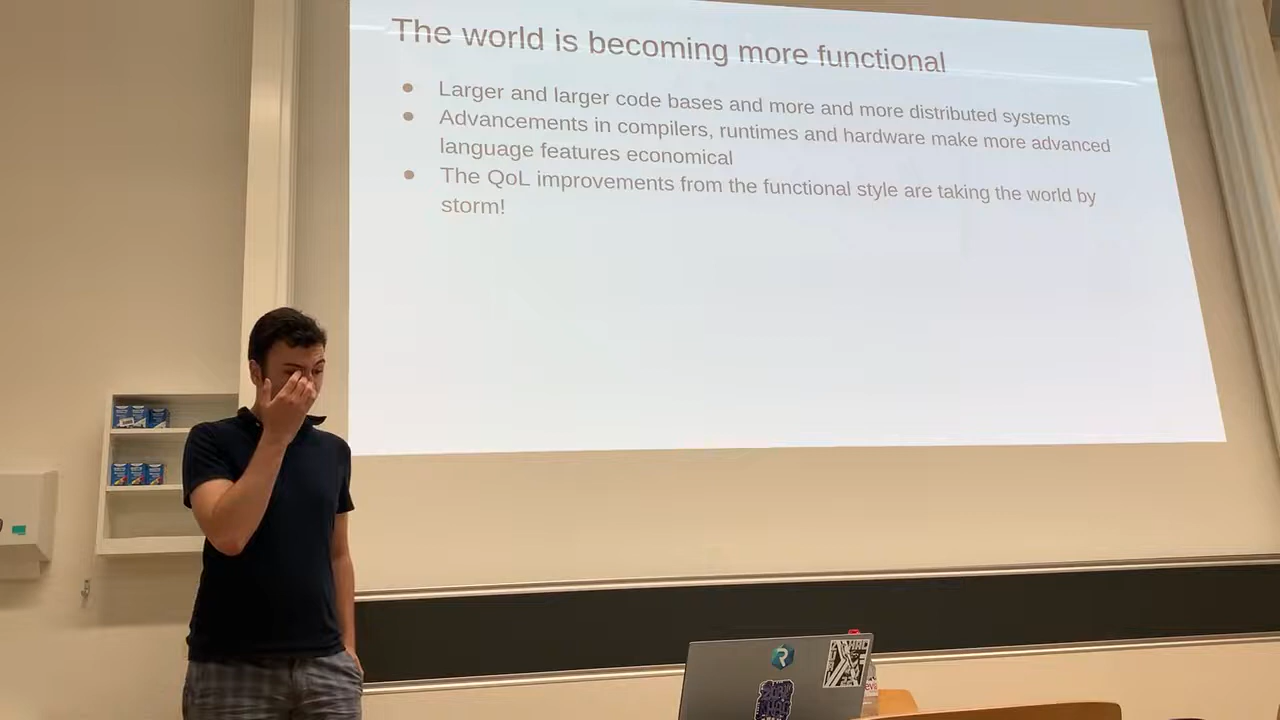 The world is becoming more functional
Larger and larger code bases and more and more distributed systems
Advancements in compilers, runtimes and hardware make more advanced
language features economical
The QoL improvements from the functional style are taking the world by
storm!